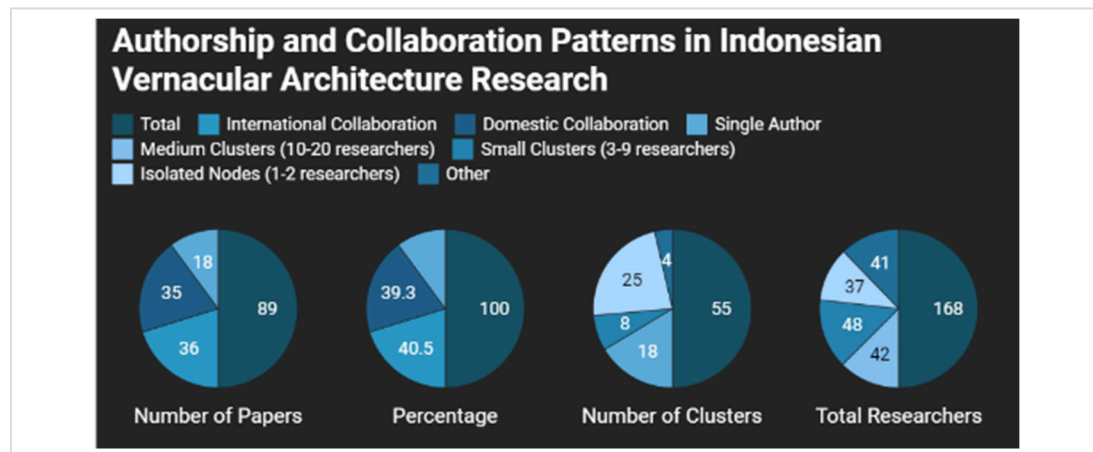 Authorship and Collaboration Patterns in Indonesian
Vernacular Architecture Research
Total International Collaboration Domestic Collaboration Single Author
Medium Clusters (10-20 researchers) Small Clusters (3-9 researchers)
Isolated Nodes (1-2 researchers) Other
18
35
89
36
39.3
100
40.5
4
25
55
8
18
41
37
168
48
42
Number of Papers
Percentage
Number of Clusters
Total Researchers